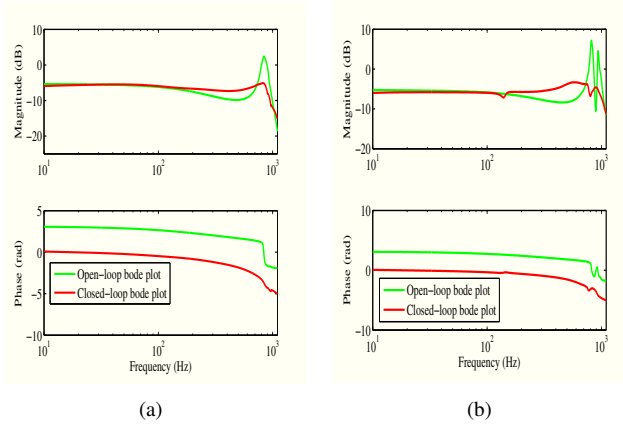 10
0
−10
−20
Magnitude (dB)
10^1
10^2
10^3
5
0
−5
−10
Phase (rad)
Open−loop bode plot
Closed−loop bode plot
10^1
10^2
10^3
Frequency (Hz)
(a)
10
0
−10
−20
Magnitude (dB)
10^1
10^2
10^3
10
0
−10
Phase (rad)
Open−loop bode plot
Closed−loop bode plot
10^1
10^2
10^3
Frequency (Hz)
(b)